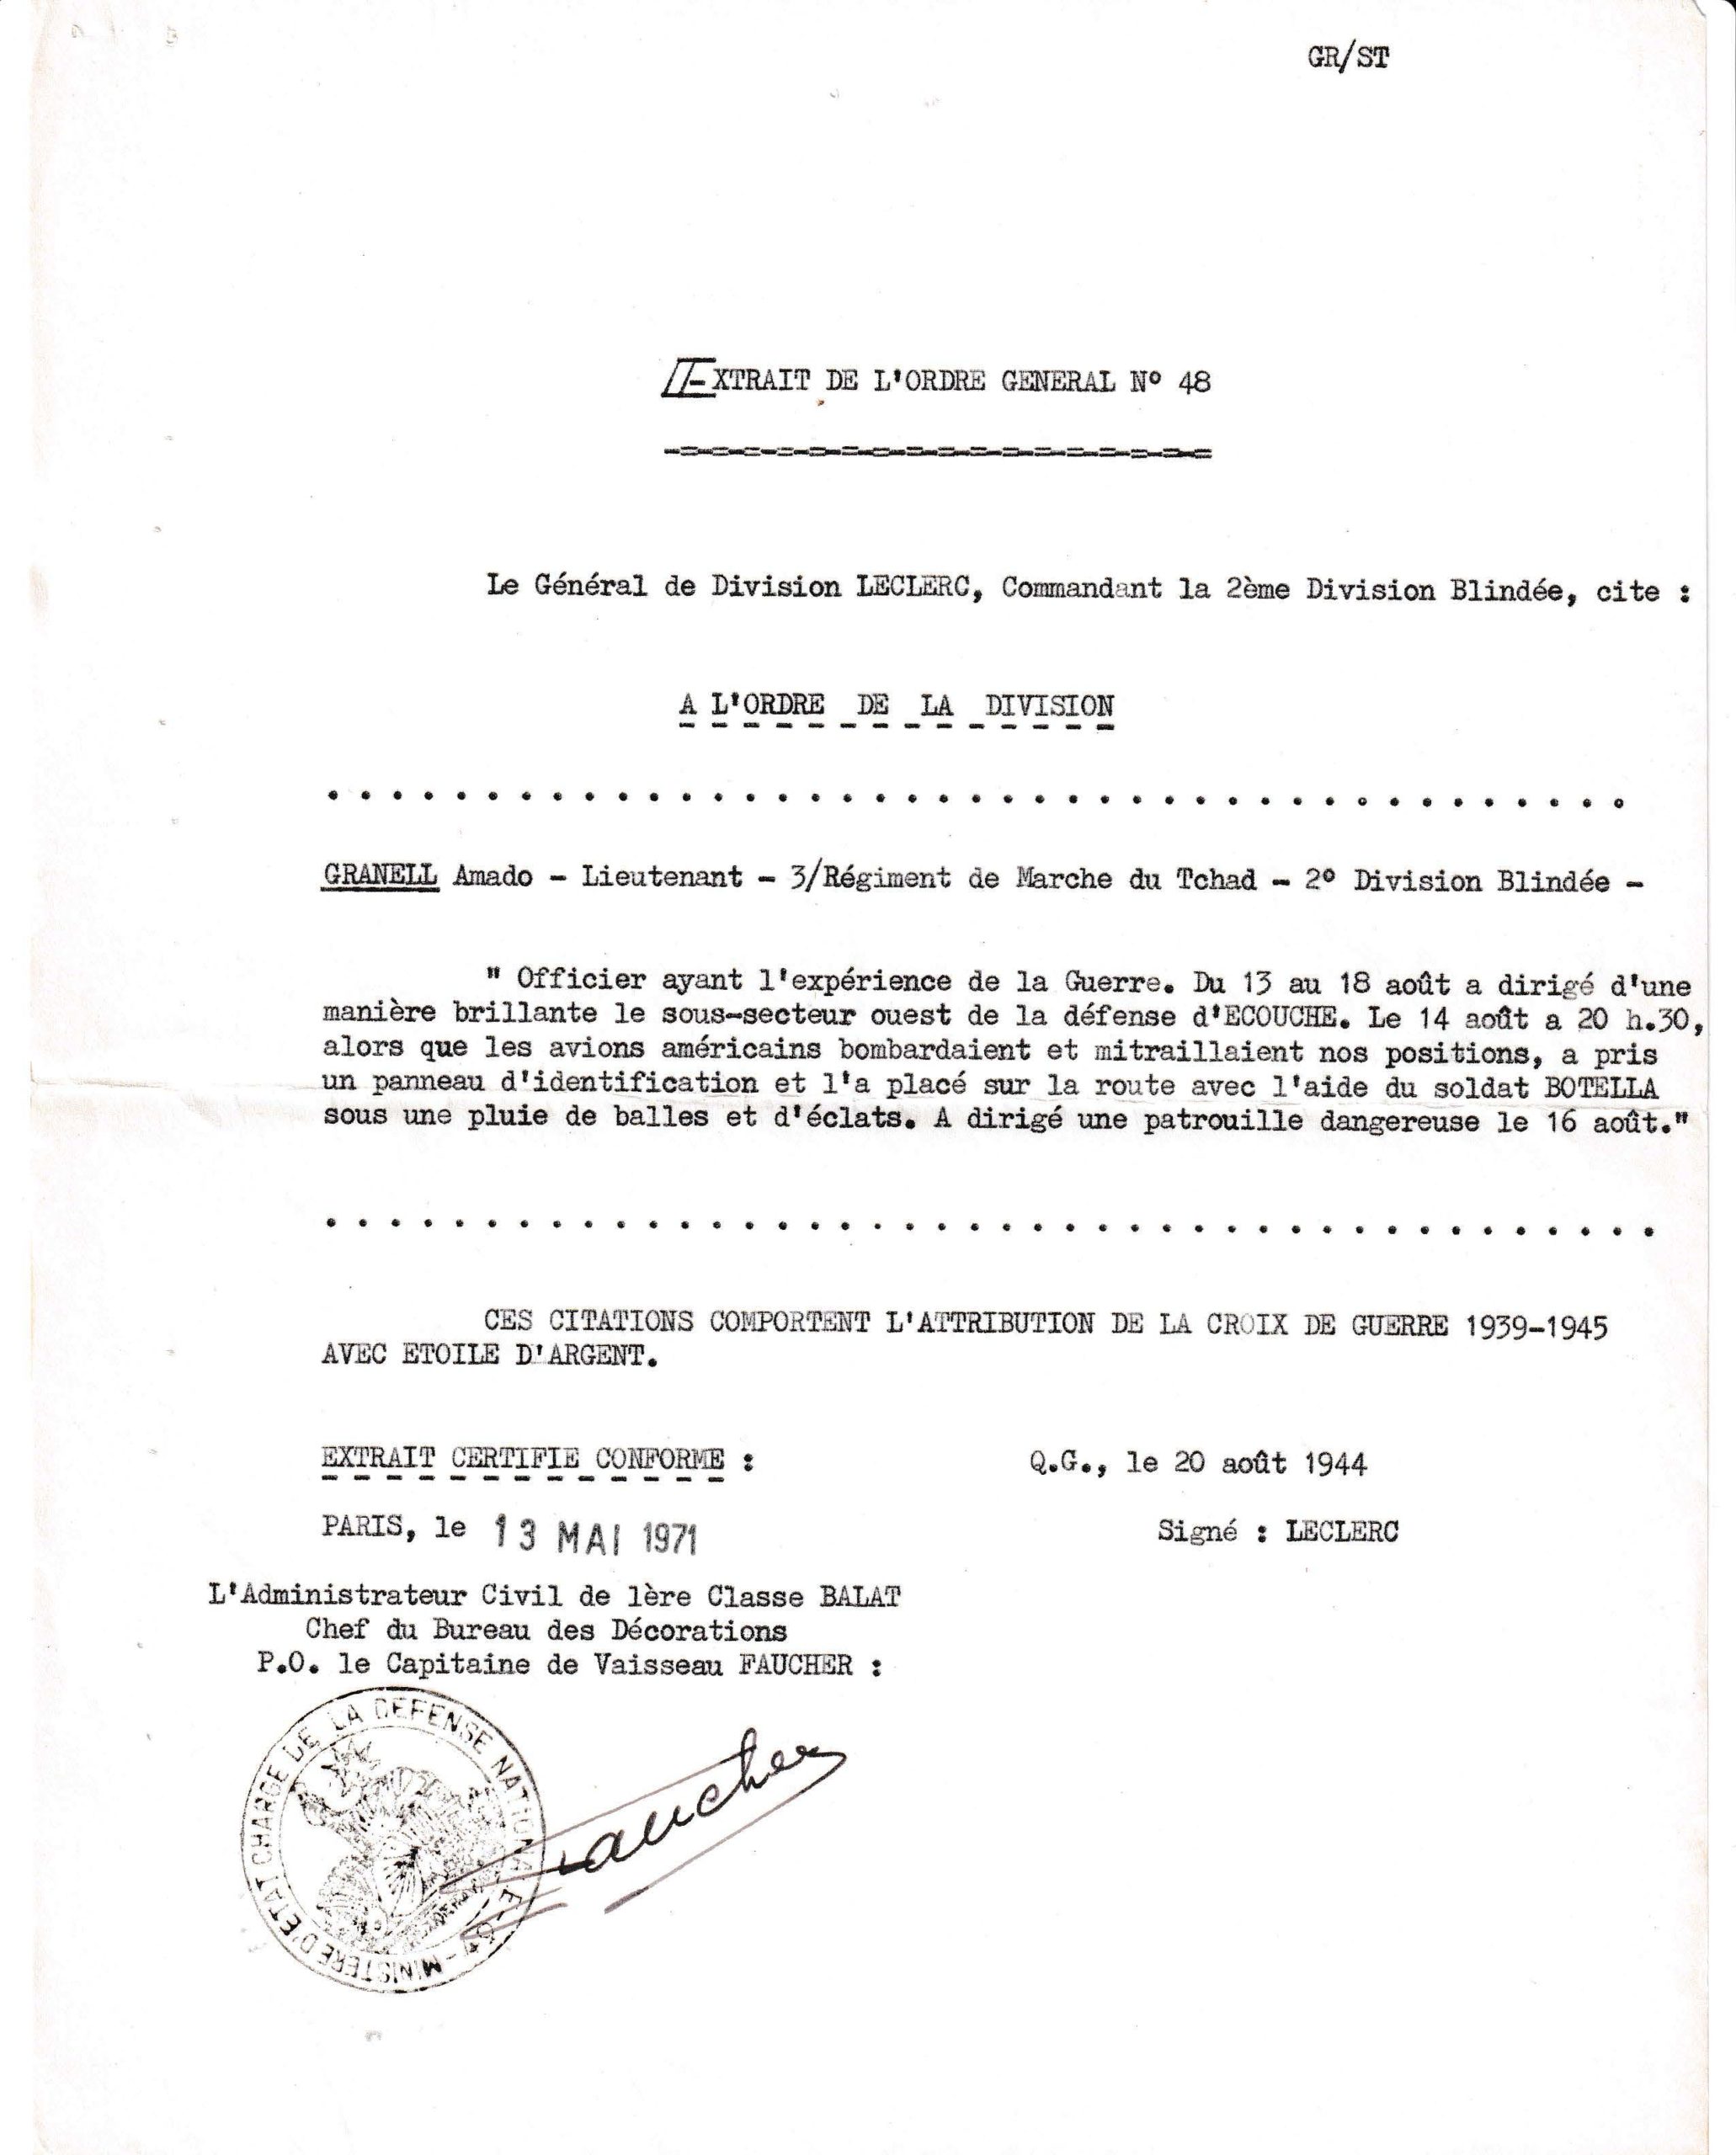 GR/ST
EXTRAIT DE L'ORDRE GENERAL N° 48
-=-=-=-=-=-=-=-=-=-=-=-=-=-=-=-=-=
Le Général de Division LECLERC, Commandant la 2ème Division Blindée, cite :
A L'ORDRE DE LA DIVISION
. . . . . . . . . . . . . . . . . . . . . . . . . . . . . . . . . . . . . . . . .
GRANELL Amado - Lieutenant - 3/Régiment de Marche du Tchad - 2° Division Blindée -
" Officier ayant l'expérience de la Guerre. Du 13 au 18 août a dirigé d'une
manière brillante le sous-secteur ouest de la défense d'ECOUCHE. Le 14 août a 20 h.30,
alors que les avions américains bombardaient et mitraillaient nos positions, a pris
un panneau d'identification et l'a placé sur la route avec l'aide du soldat BOTELLA
sous une pluie de balles et d'éclats. A dirigé une patrouille dangereuse le 16 août."
. . . . . . . . . . . . . . . . . . . . . . . . . . . . . . . . . . . . . . . . . .
CES CITATIONS COMPORTENT L'ATTRIBUTION DE LA CROIX DE GUERRE 1939-1945
AVEC ETOILE D'ARGENT.
EXTRAIT CERTIFIE CONFORME :
Q.G., le 20 août 1944
PARIS, le 13 MAI 1971
Signé : LECLERC
L'Administrateur Civil de 1ère Classe BALAT
Chef du Bureau des Décorations
P.O. le Capitaine de Vaisseau FAUCHER :
MINISTERE D'ETAT CHARGE DE LA DEFENSE NATIONALE
Faucher